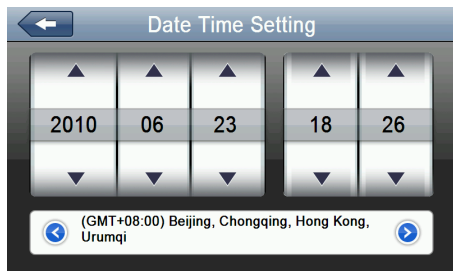 Date Time Setting
2010 06 23 18 26
(GMT+08:00) Beijing, Chongqing, Hong Kong,
Urumqi